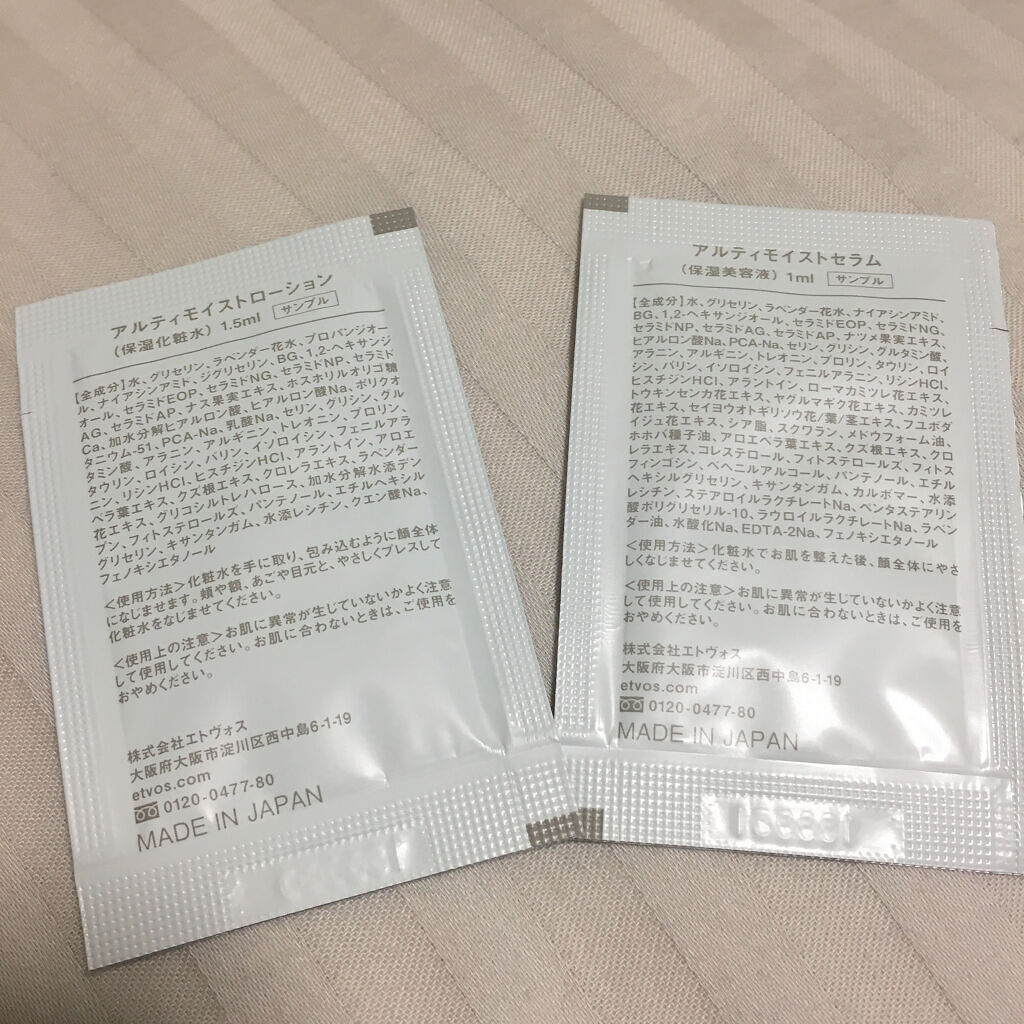 アルティモイストローション
(保湿化粧水) 1.5ml サンプル
【全成分】水、グリセリン、ラベンダー花水、プロパンジオー
ル、ナイアシンアミド、ジグリセリン、BG、1,2-ヘキサンジ
オール、セラミドEOP、セラミドNG、セラミドNP、セラミド
AG、セラミドAP、ナス果実エキス、ホスホリルオリゴ糖
Ca、加水分解ヒアルロン酸、ヒアルロン酸Na、ポリクオ
タニウム-51、PCA-Na、乳酸Na、セリン、グリシン、グル
タミン酸、アラニン、アルギニン、トレオニン、プロリン、
タウリン、ロイシン、バリン、イソロイシン、フェニルアラ
ニン、リシンHCl、ヒスチジンHCl、アラントイン、アロエ
ベラ葉エキス、クズ根エキス、クロレラエキス、ラベンダー
花エキス、グリコシルトレハロース、加水分解水添デン
プン、フィトステロールズ、パンテノール、エチルヘキシル
グリセリン、キサンタンガム、水添レシチン、クエン酸Na、
フェノキシエタノール
<使用方法>化粧水を手に取り、包み込むように顔全体
になじませます。頬や額、あごや目元と、やさしくプレスして
化粧水をなじませてください。
<使用上の注意>お肌に異常が生じていないかよく注意
して使用してください。お肌に合わないときは、ご使用を
おやめください。
株式会社エトヴォス
大阪府大阪市淀川区西中島6-1-19
etvos.com
0120-0477-80
MADE IN JAPAN
アルティモイストセラム
(保湿美容液) 1ml サンプル
【全成分】水、グリセリン、ラベンダー花水、ナイアシンアミド、
BG、1,2-ヘキサンジオール、セラミドEOP、セラミドNG、
セラミドNP、セラミドAG、セラミドAP、ナツメ果実エキス、
ヒアルロン酸Na、PCA-Na、セリン、グリシン、グルタミン酸、
アラニン、アルギニン、トレオニン、プロリン、タウリン、ロイ
シン、バリン、イソロイシン、フェニルアラニン、リシンHCl、
ヒスチジンHCl、アラントイン、ローマカミツレ花エキス、
トウキンセンカ花エキス、ヤグルマギク花エキス、カミツレ
花エキス、セイヨウオトギリソウ花/葉/茎エキス、フユボダ
イジュ花エキス、シア脂、スクワラン、メドウフォーム油、
ホホバ種子油、アロエベラ葉エキス、クズ根エキス、クロ
レラエキス、コレステロール、フィトステロールズ、フィトス
フィンゴシン、ベヘニルアルコール、パンテノール、エチル
ヘキシルグリセリン、キサンタンガム、カルボマー、水添
レシチン、ステアロイルラクチレートNa、ペンタステアリン
酸ポリグリセリル-10、ラウロイルラクチレートNa、ラベン
ダー油、水酸化Na、EDTA-2Na、フェノキシエタノール
<使用方法>化粧水でお肌を整えた後、顔全体にやさ
しくなじませてください。
<使用上の注意>お肌に異常が生じていないかよく注意
して使用してください。お肌に合わないときは、ご使用を
おやめください。
株式会社エトヴォス
大阪府大阪市淀川区西中島6-1-19
etvos.com
0120-0477-80
MADE IN JAPAN